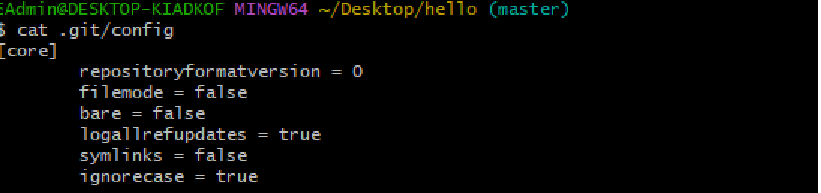 EAdmin@DESKTOP-KIADKOF MINGW64 ~/Desktop/hello (master)
$ cat .git/config
[core]
repositoryformatversion = 0
filemode = false
bare = false
logallrefupdates = true
symlinks = false
ignorecase = true